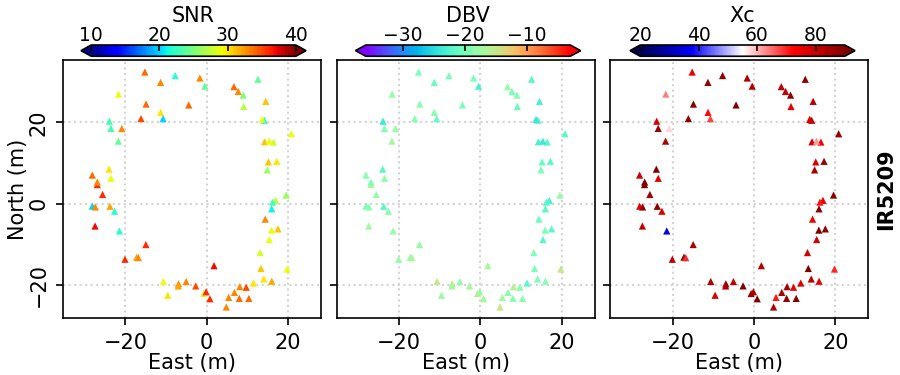 SNR DBV Xc
10 20 30 40 −30 −20 −10 20 40 60 80
North (m)
20
0
−20
IR5209
−20 0 20 −20 0 20 −20 0 20
East (m) East (m) East (m)